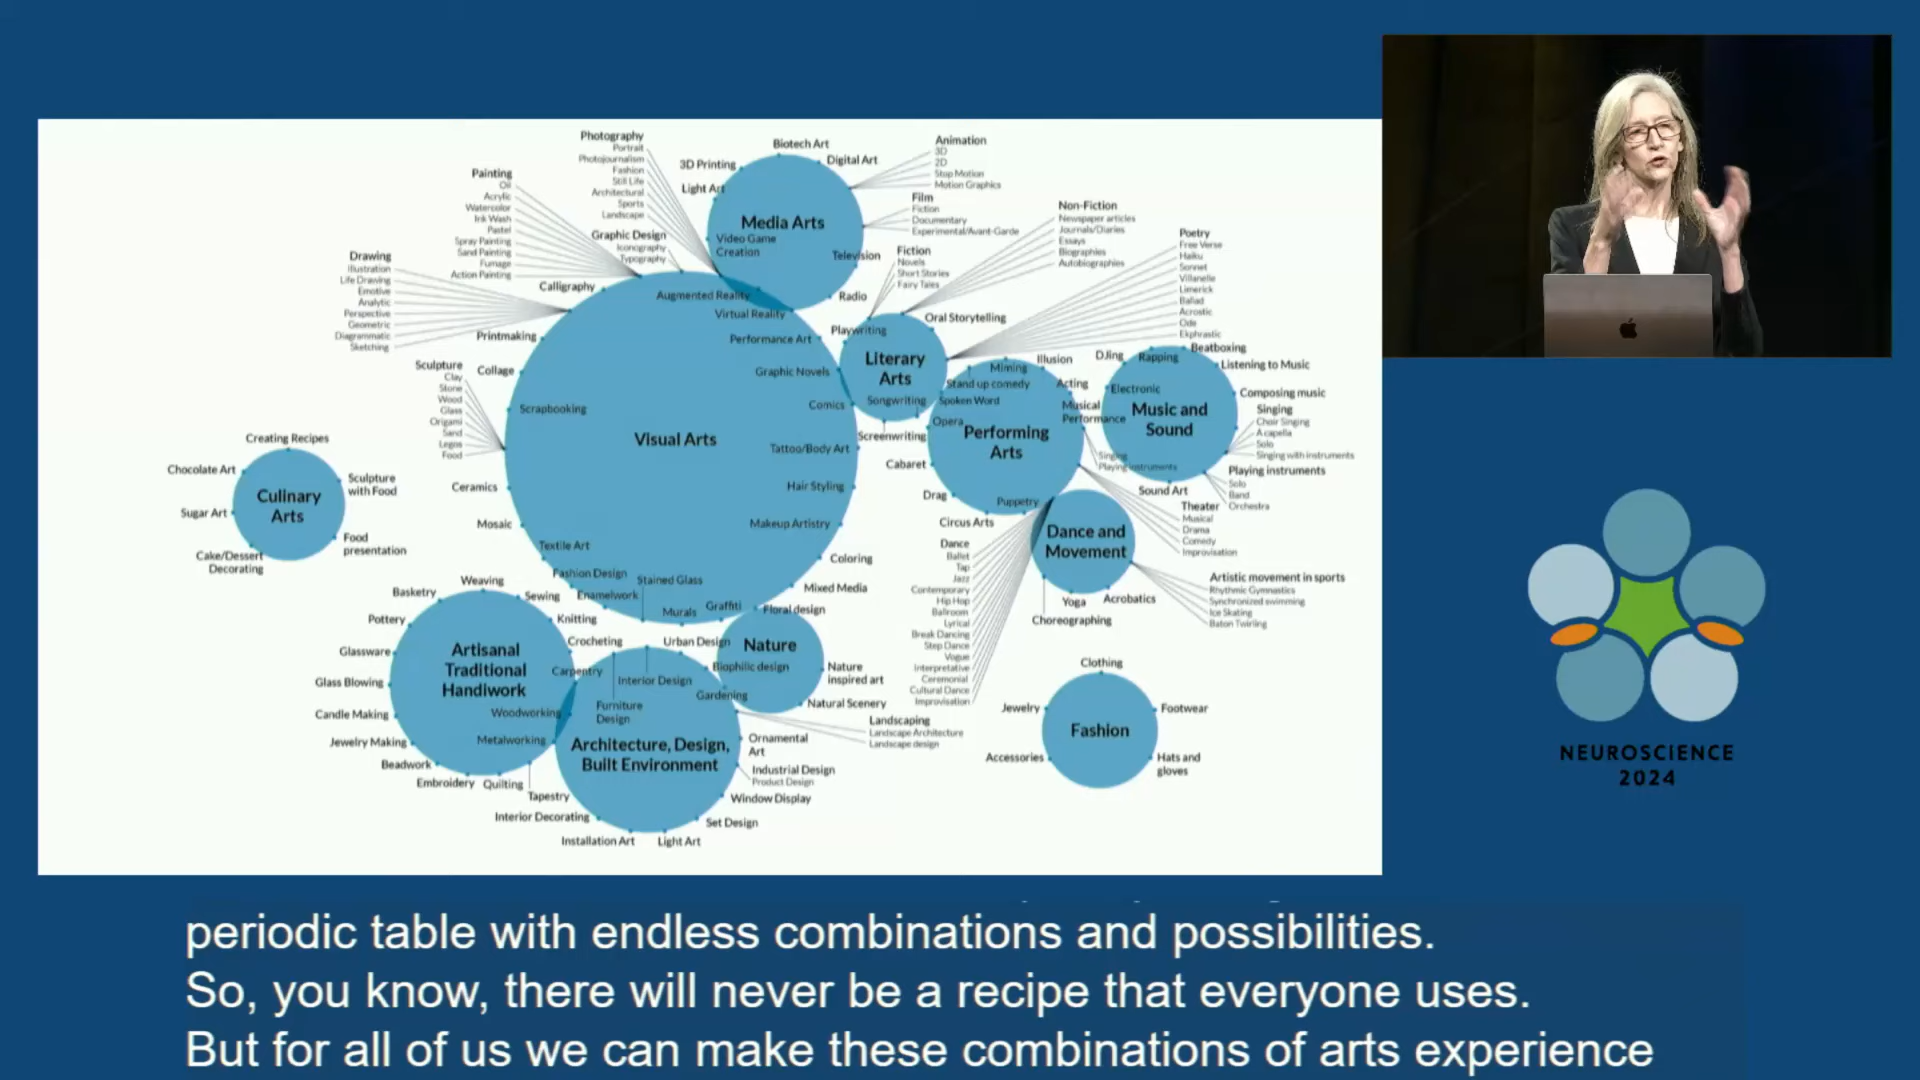 Photography
Portrait
Photojournalism
Fashion
Still Life
Architectural
Sports
Landscape
Graphic Design
Iconography
Typography
Painting
Oil
Acrylic
Watercolor
Ink Wash
Pastel
Spray Painting
Sand Painting
Fumage
Action Painting
Drawing
Illustration
Life Drawing
Emotive
Analytic
Perspective
Geometric
Diagrammatic
Sketching
Calligraphy
Printmaking
Sculpture
Clay
Stone
Wood
Glass
Origami
Sand
Legos
Food
Collage
Scrapbooking
Ceramics
Mosaic
Textile Art
Fashion Design
Stained Glass
Enamelwork
Murals
Graffiti
Floral design
Mixed Media
Coloring
Makeup Artistry
Hair Styling
Tattoo/Body Art
Comics
Graphic Novels
Performance Art
Virtual Reality
Augmented Reality
Visual Arts
Biotech Art
3D Printing
Light Art
Digital Art
Media Arts
Video Game
Creation
Television
Radio
Animation
3D
2D
Stop Motion
Motion Graphics
Film
Fiction
Documentary
Experimental/Avant-Garde
Fiction
Novels
Short Stories
Fairy Tales
Non-Fiction
Newspaper articles
Journals/Diaries
Essays
Biographies
Autobiographies
Poetry
Free Verse
Haiku
Sonnet
Villanelle
Limerick
Ballad
Acrostic
Ode
Ekphrastic
Playwriting
Oral Storytelling
Literary
Arts
Songwriting
Screenwriting
Miming
Illusion
Stand up comedy
Acting
Spoken Word
Musical
Performance
Opera
Performing
Arts
Cabaret
Drag
Circus Arts
Puppetry
Singing
Playing instruments
DJing
Rapping
Beatboxing
Listening to Music
Electronic
Composing music
Music and
Sound
Singing
Choir Singing
A capella
Solo
Singing with instruments
Playing instruments
Solo
Band
Orchestra
Sound Art
Theater
Musical
Drama
Comedy
Improvisation
Dance and
Movement
Dance
Ballet
Tap
Jazz
Contemporary
Hip Hop
Ballroom
Lyrical
Break Dancing
Step Dance
Vogue
Interpretative
Ceremonial
Cultural Dance
Improvisation
Yoga
Acrobatics
Choreographing
Artistic movement in sports
Rhythmic Gymnastics
Synchronized swimming
Ice Skating
Baton Twirling
Creating Recipes
Chocolate Art
Sculpture
with Food
Culinary
Arts
Sugar Art
Food
presentation
Cake/Dessert
Decorating
Weaving
Basketry
Sewing
Pottery
Knitting
Glassware
Crocheting
Artisanal
Traditional
Handiwork
Carpentry
Glass Blowing
Candle Making
Woodworking
Jewelry Making
Metalworking
Beadwork
Embroidery
Quilting
Tapestry
Urban Design
Nature
Biophilic design
Nature
inspired art
Gardening
Natural Scenery
Interior Design
Furniture
Design
Architecture, Design,
Built Environment
Landscaping
Landscape Architecture
Landscape design
Ornamental
Art
Industrial Design
Product Design
Window Display
Set Design
Interior Decorating
Installation Art
Light Art
Clothing
Jewelry
Footwear
Fashion
Accessories
Hats and
gloves
NEUROSCIENCE
2024
periodic table with endless combinations and possibilities.
So, you know, there will never be a recipe that everyone uses.
But for all of us we can make these combinations of arts experience